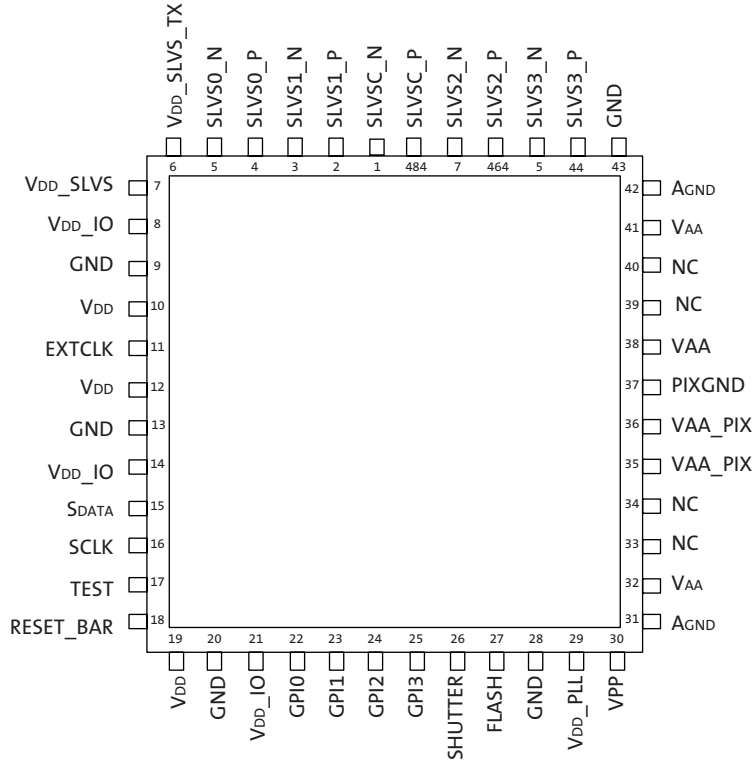 VDD_SLVS_TX
SLVS0_N
SLVS0_P
SLVS1_N
SLVS1_P
SLVSC_N
SLVSC_P
SLVS2_N
SLVS2_P
SLVS3_N
SLVS3_P
GND
6 5 4 3 2 1 484 7 464 5 44 43
VDD_SLVS 7
VDD_IO 8
GND 9
VDD 10
EXTCLK 11
VDD 12
GND 13
VDD_IO 14
SDATA 15
SCLK 16
TEST 17
RESET_BAR 18
42 AGND
41 VAA
40 NC
39 NC
38 VAA
37 PIXGND
36 VAA_PIX
35 VAA_PIX
34 NC
33 NC
32 VAA
31 AGND
19 20 21 22 23 24 25 26 27 28 29 30
VDD
GND
VDD_IO
GPI0
GPI1
GPI2
GPI3
SHUTTER
FLASH
GND
VDD_PLL
VPP